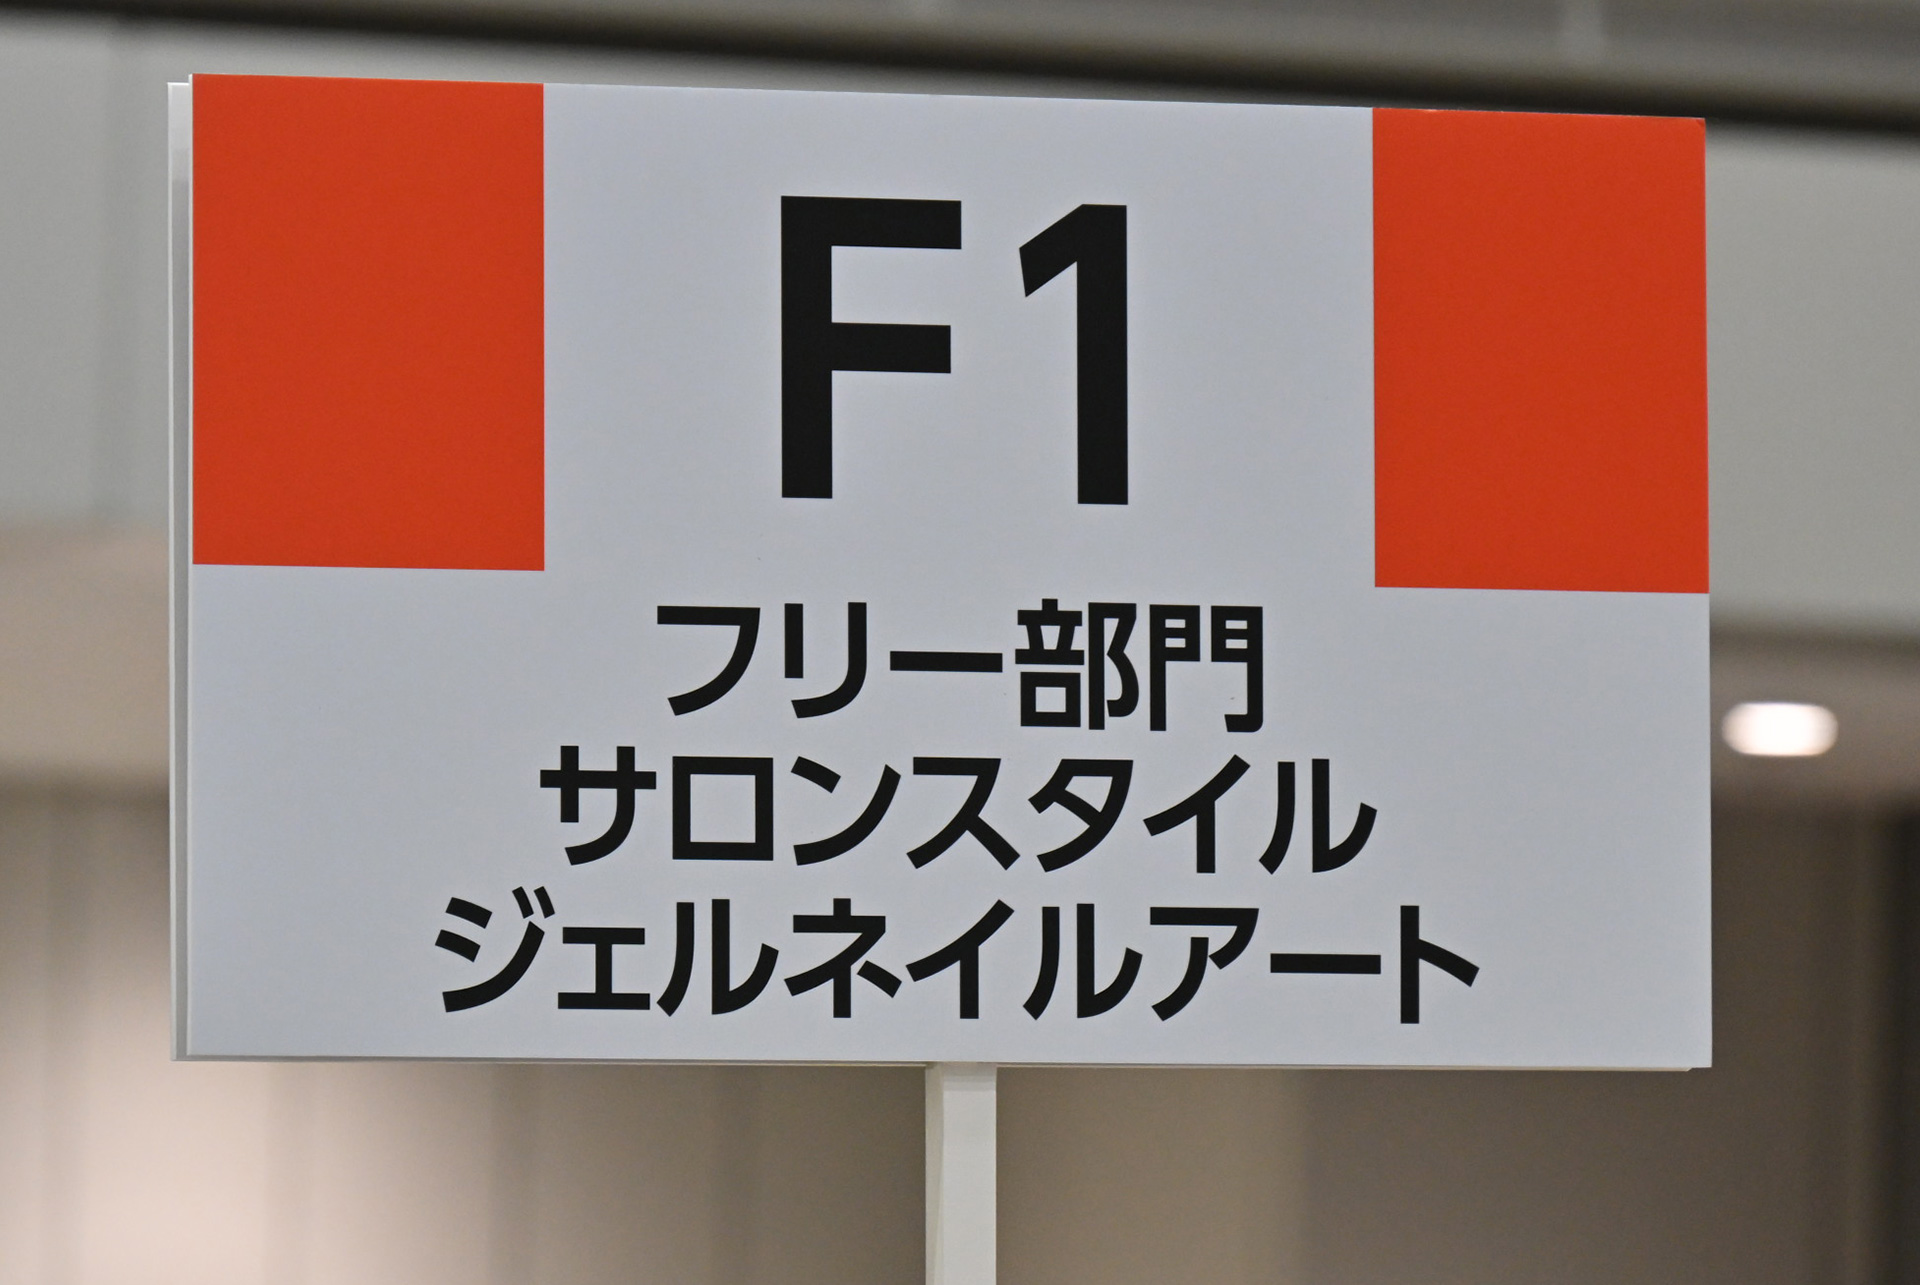 F1
フリー部門
サロンスタイル
ジェルネイルアート